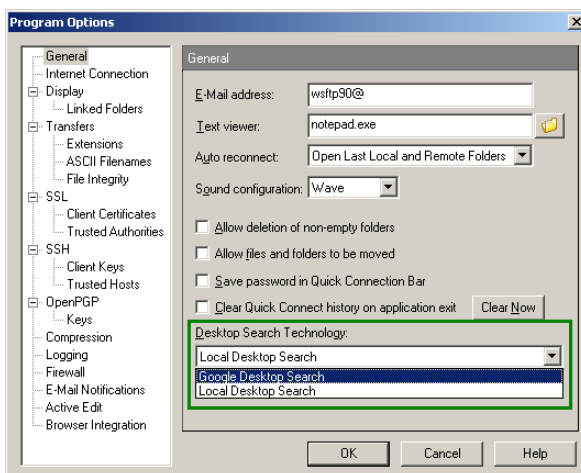 Program Options
General
Internet Connection
Display
Linked Folders
Transfers
Extensions
ASCII Filenames
File Integrity
SSL
Client Certificates
Trusted Authorities
SSH
Client Keys
Trusted Hosts
OpenPGP
Keys
Compression
Logging
Firewall
E-Mail Notifications
Active Edit
Browser Integration
General
E-Mail address: wsftp90@
Text viewer: notepad.exe
Auto reconnect: Open Last Local and Remote Folders
Sound configuration: Wave
Allow deletion of non-empty folders
Allow files and folders to be moved
Save password in Quick Connection Bar
Clear Quick Connect history on application exit Clear Now
Desktop Search Technology:
Local Desktop Search
Google Desktop Search
Local Desktop Search
OK Cancel Help